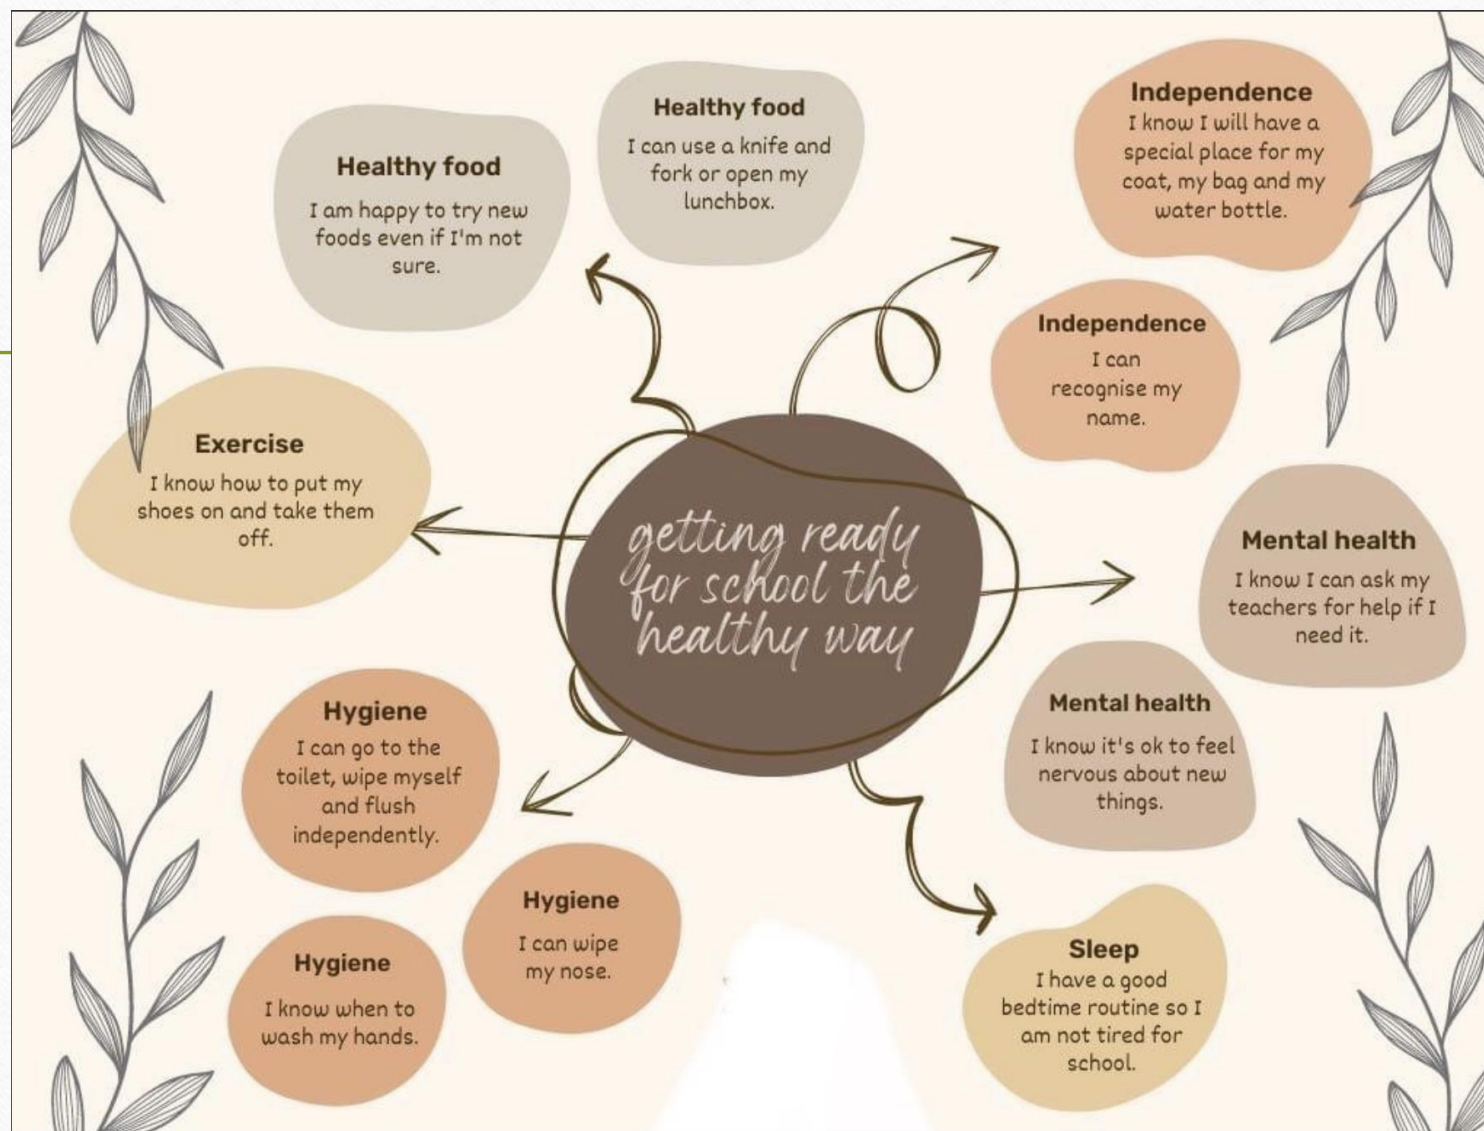 Healthy food
I am happy to try new
foods even if I'm not
sure.
Healthy food
I can use a knife and
fork or open my
lunchbox.
Independence
I know I will have a
special place for my
coat, my bag and my
water bottle.
Independence
I can
recognise my
name.
Exercise
I know how to put my
shoes on and take them
off.
getting ready
for school the
healthy way
Mental health
I know I can ask my
teachers for help if I
need it.
Mental health
I know it's ok to feel
nervous about new
things.
Hygiene
I can go to the
toilet, wipe myself
and flush
independently.
Hygiene
I can wipe
my nose.
Hygiene
I know when to
wash my hands.
Sleep
I have a good
bedtime routine so I
am not tired for
school.